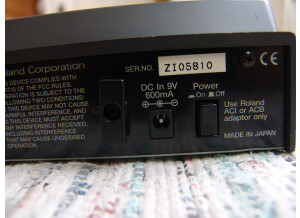 land Corporation
DEVICE COMPLIES WITH
OF THE FCC RULES.
OPERATION IS SUBJECT TO THE
FOLLOWING TWO CONDITIONS:
DEVICE MAY NOT CAUSE
HARMFUL INTERFERENCE, AND
THIS DEVICE MUST ACCEPT
ANY INTERFERENCE RECEIVED,
INCLUDING INTERFERENCE
THAT MAY CAUSE UNDESIRED
OPERATION.
SER.NO. ZI05810
DC In 9V
600mA
Power
On Off
Use Roland
ACI or ACB
adaptor only
MADE IN JAPAN
CE